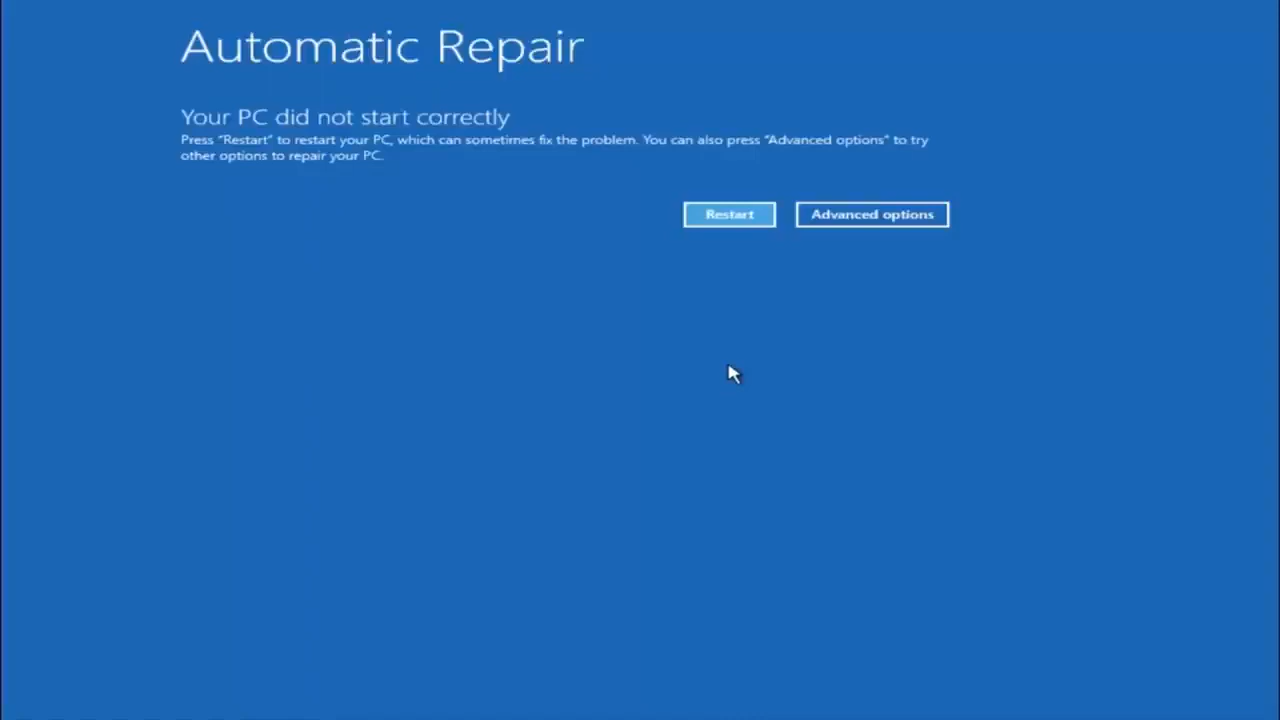 Automatic Repair
Your PC did not start correctly
Press “Restart” to restart your PC, which can sometimes fix the problem. You can also press “Advanced options” to try
other options to repair your PC.
Restart
Advanced options